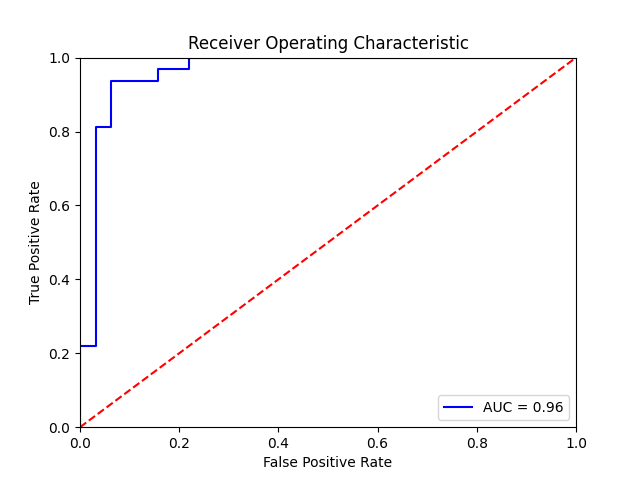 Receiver Operating Characteristic
True Positive Rate
1.0
0.8
0.6
0.4
0.2
0.0
AUC = 0.96
0.0 0.2 0.4 0.6 0.8 1.0
False Positive Rate